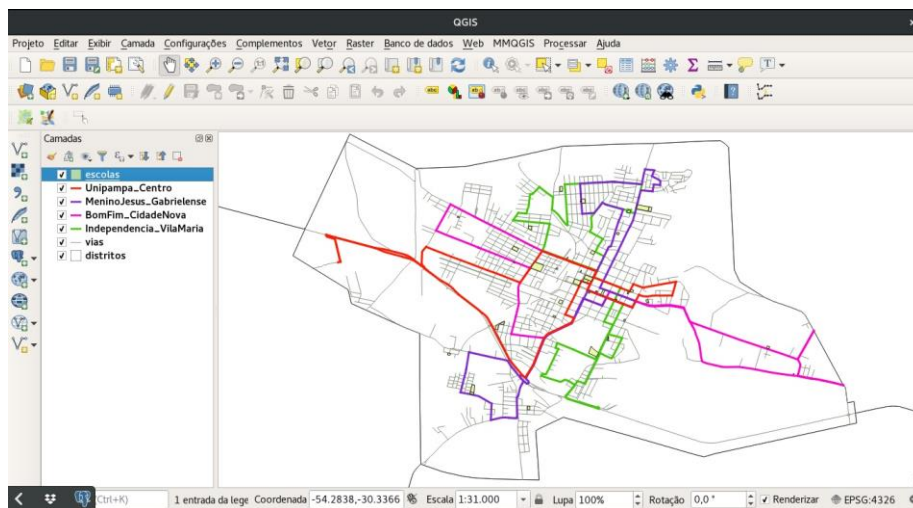 QGIS
Projeto Editar Exibir Camada Configurações Complementos Vetor Raster Banco de dados Web MMQGIS Processar Ajuda
Camadas
escolas
Unipampa_Centro
MeninoJesus_Gabrielense
BomFim_CidadeNova
Independencia_VilaMaria
vias
distritos
(Ctrl+K) 1 entrada da lege Coordenada -54.2838,-30.3366 Escala 1:31.000 Lupa 100% Rotação 0,0 ° Renderizar EPSG:4326